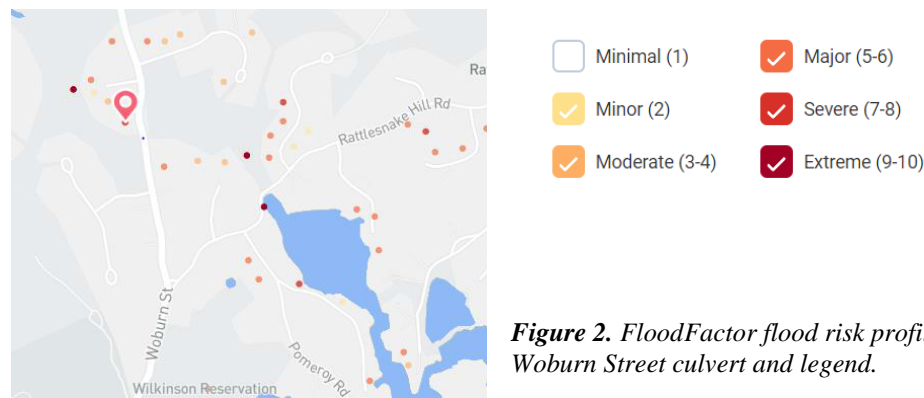 Minimal (1)
Major (5-6)
Minor (2)
Severe (7-8)
Moderate (3-4)
Extreme (9-10)
Ra
Rattlesnake Hill Rd
Woburn St
Pomeroy Rd
Wilkinson Reservation
Figure 2. FloodFactor flood risk profi
Woburn Street culvert and legend.